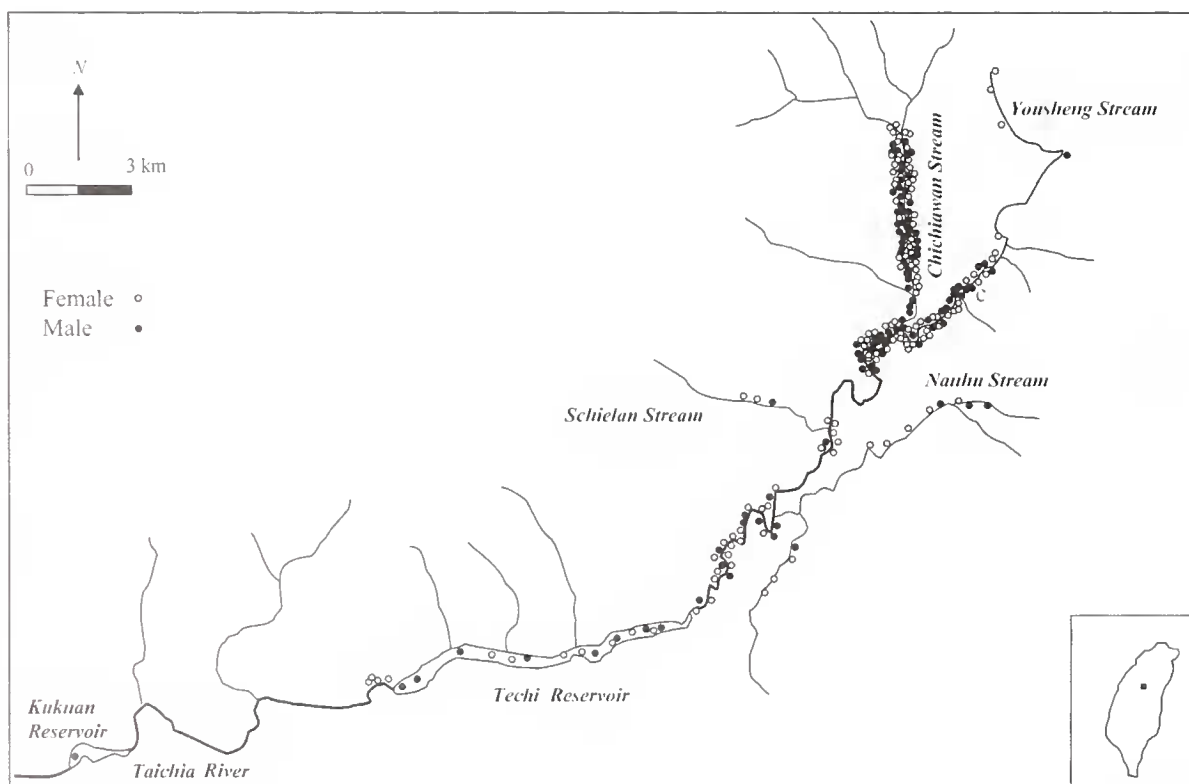 N
0 3 km
Female
Male
Yousheng Stream
Chichiawan Stream
C
Nanhu Stream
Schielan Stream
Techi Reservoir
Kukuan
Reservoir
Taichia River